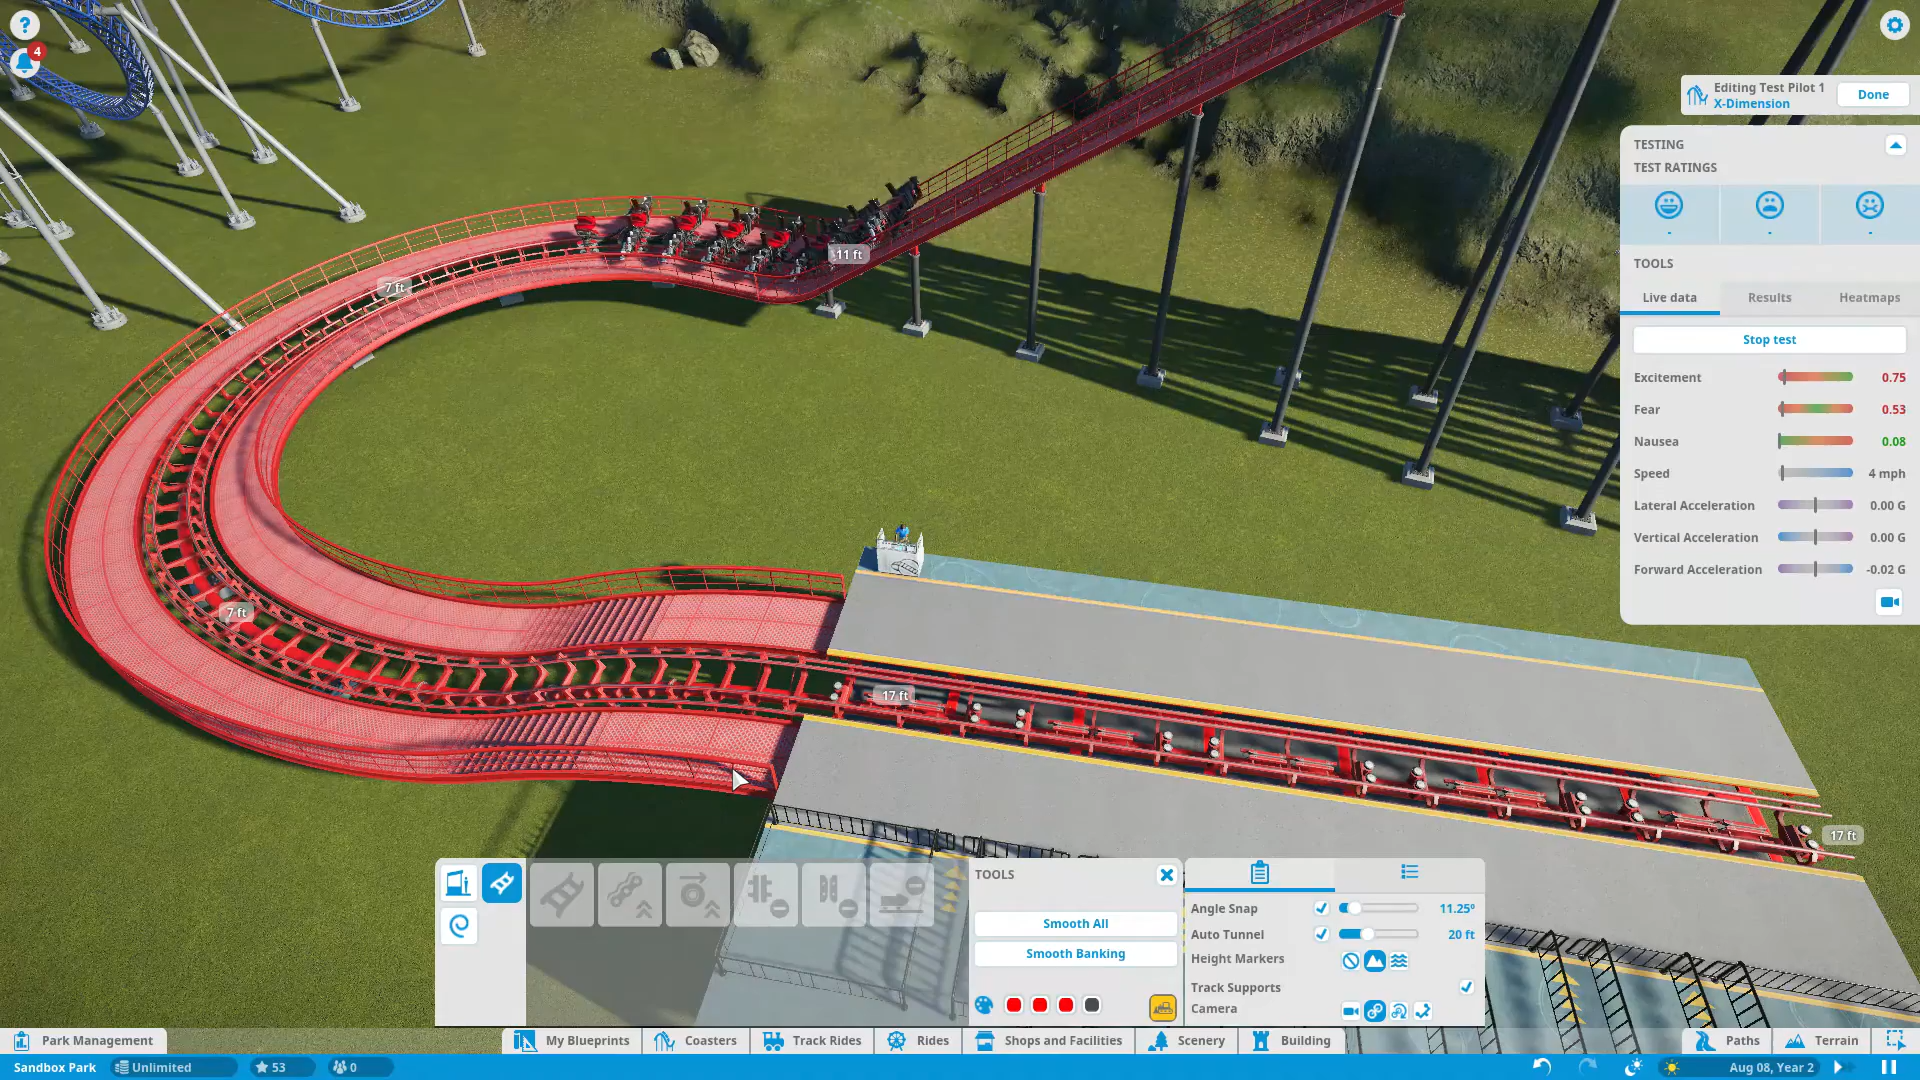 ?
4
Editing Test Pilot 1
X-Dimension
Done
TESTING
TEST RATINGS
-
-
-
TOOLS
Live data
Results
Heatmaps
Stop test
Excitement
0.75
Fear
0.53
Nausea
0.08
Speed
4 mph
Lateral Acceleration
0.00 G
Vertical Acceleration
0.00 G
Forward Acceleration
-0.02 G
11 ft
7 ft
7 ft
17 ft
17 ft
TOOLS
Smooth All
Smooth Banking
Angle Snap
11.25°
Auto Tunnel
20 ft
Height Markers
Track Supports
Camera
Park Management
My Blueprints
Coasters
Track Rides
Rides
Shops and Facilities
Scenery
Building
Paths
Terrain
Sandbox Park
Unlimited
53
0
Aug 08, Year 2